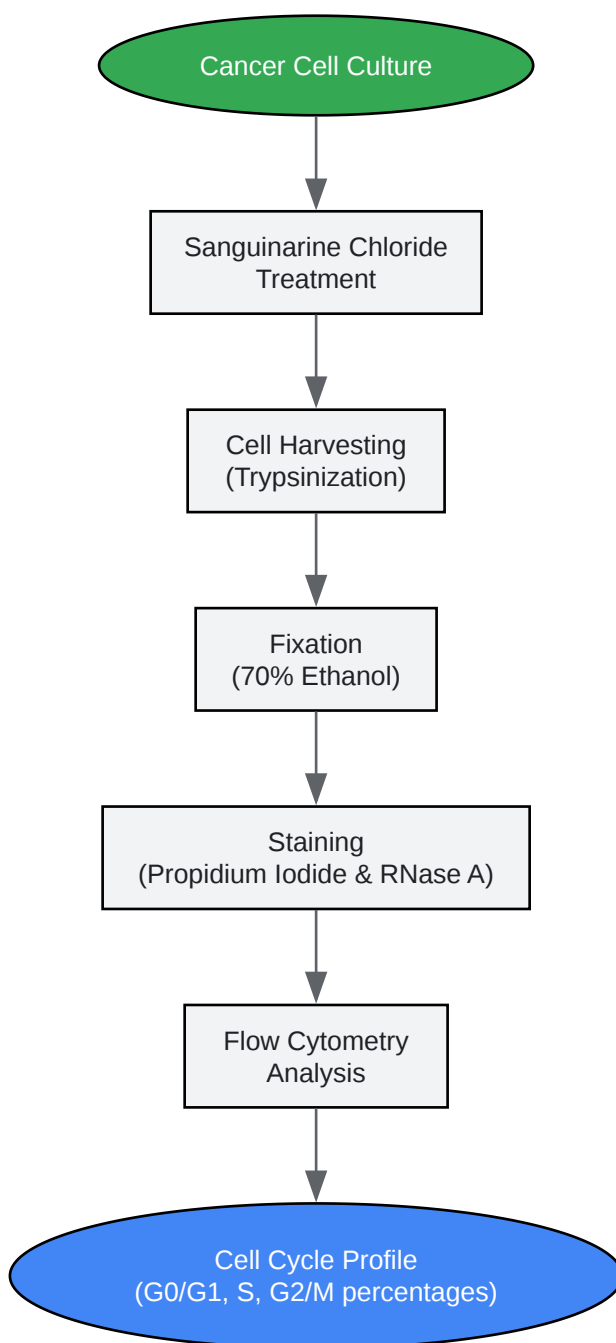 Cancer Cell Culture
Sanguinarine Chloride
Treatment
Cell Harvesting
(Trypsinization)
Fixation
(70% Ethanol)
Staining
(Propidium Iodide & RNase A)
Flow Cytometry
Analysis
Cell Cycle Profile
(G0/G1, S, G2/M percentages)